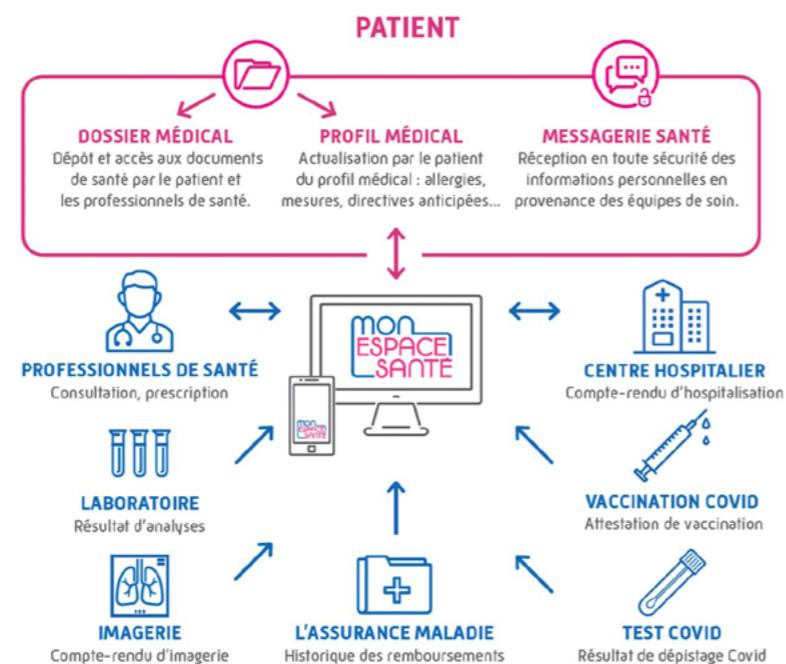 PATIENT
DOSSIER MÉDICAL
Dépôt et accès aux documents
de santé par le patient et
les professionnels de santé.
PROFIL MÉDICAL
Actualisation par le patient
du profil médical : allergies,
mesures, directives anticipées...
MESSAGERIE SANTÉ
Réception en toute sécurité des
informations personnelles en
provenance des équipes de soin.
mon
ESPACE
SANTÉ
mon
ESPACE
SANTÉ
PROFESSIONNELS DE SANTÉ
Consultation, prescription
CENTRE HOSPITALIER
Compte-rendu d'hospitalisation
LABORATOIRE
Résultat d'analyses
VACCINATION COVID
Attestation de vaccination
IMAGERIE
Compte-rendu d'imagerie
L'ASSURANCE MALADIE
Historique des remboursements
TEST COVID
Résultat de dépistage Covid